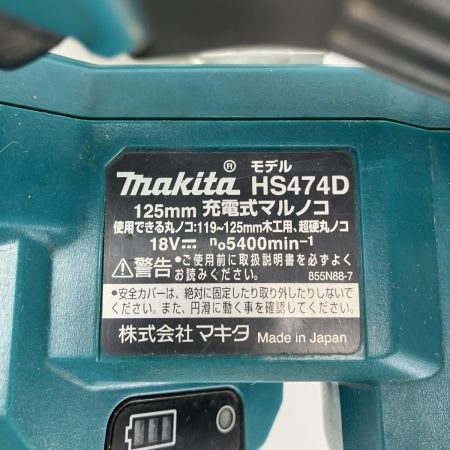 モデル
makita® HS474D
125mm 充電式マルノコ
使用できる丸ノコ:119~125mm木工用、超硬丸ノコ
18V⎓ n₀5400min⁻¹
⚠警告 ●ご使用前に取扱説明書を必ずよく
お読みください。 855N88-7
●安全カバーは、絶対に固定したり取り外したりしないで
ください。また、円滑に動く事を確認してください。
株式会社マキタ Made in Japan